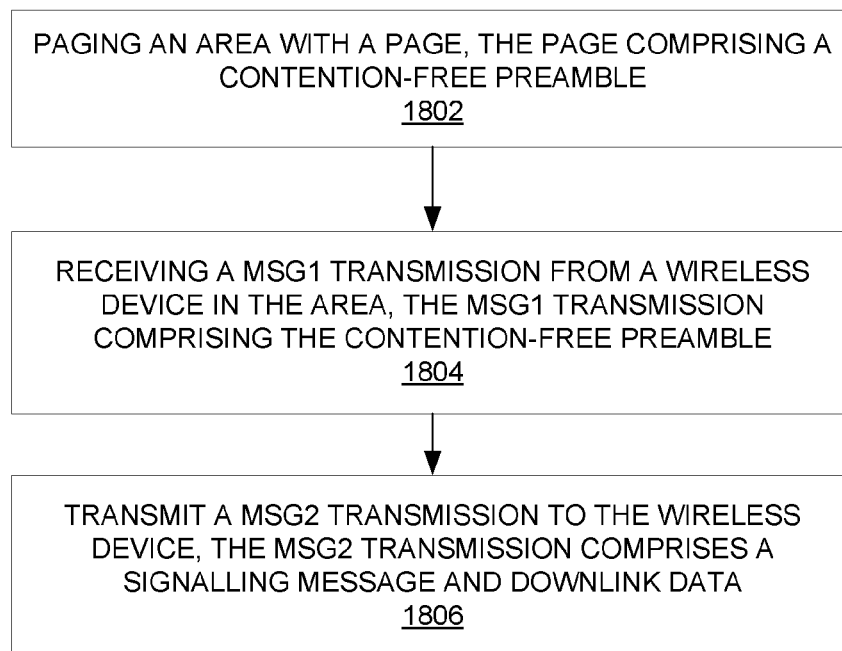 PAGING AN AREA WITH A PAGE, THE PAGE COMPRISING A
CONTENTION-FREE PREAMBLE
1802
RECEIVING A MSG1 TRANSMISSION FROM A WIRELESS
DEVICE IN THE AREA, THE MSG1 TRANSMISSION
COMPRISING THE CONTENTION-FREE PREAMBLE
1804
TRANSMIT A MSG2 TRANSMISSION TO THE WIRELESS
DEVICE, THE MSG2 TRANSMISSION COMPRISES A
SIGNALLING MESSAGE AND DOWNLINK DATA
1806